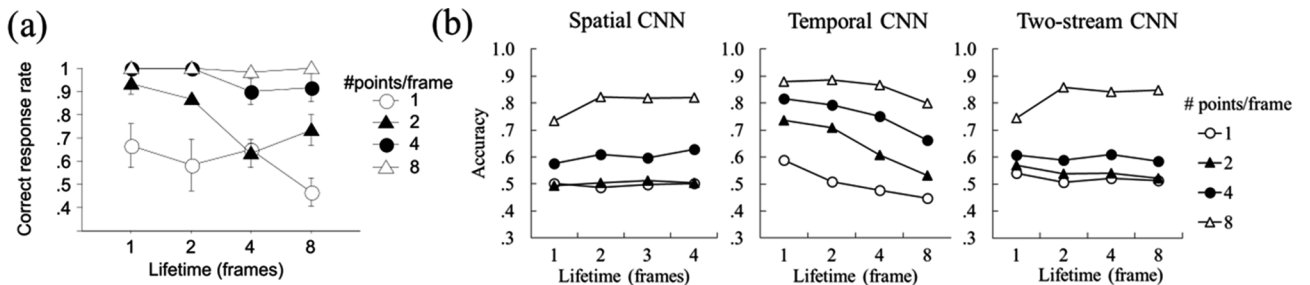 (a)
Correct response rate
1
.9
.8
.7
.6
.5
.4
1 2 4 8
Lifetime (frames)
#points/frame
1
2
4
8
(b)
Spatial CNN
Accuracy
1.0
.9
.8
.7
.6
.5
.4
.3
1 2 3 4
Lifetime (frames)
Temporal CNN
1.0
.9
.8
.7
.6
.5
.4
.3
1 2 4 8
Lifetime (frames)
Two-stream CNN
1.0
.9
.8
.7
.6
.5
.4
.3
1 2 4 8
Lifetime (frame)
# points/frame
1
2
4
8